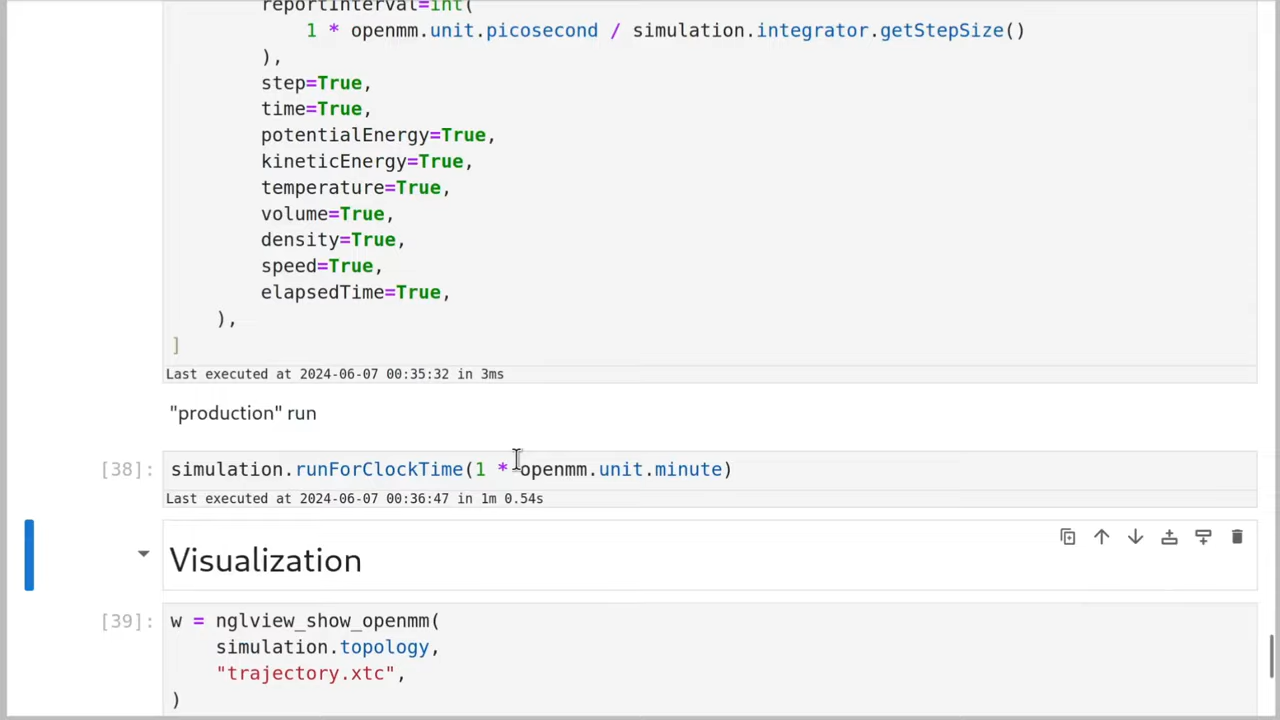 reportInterval=int(
1 * openmm.unit.picosecond / simulation.integrator.getStepSize()
),
step=True,
time=True,
potentialEnergy=True,
kineticEnergy=True,
temperature=True,
volume=True,
density=True,
speed=True,
elapsedTime=True,
),
]
Last executed at 2024-06-07 00:35:32 in 3ms
"production" run
[38]: simulation.runForClockTime(1 * openmm.unit.minute)
Last executed at 2024-06-07 00:36:47 in 1m 0.54s
Visualization
[39]: w = nglview_show_openmm(
simulation.topology,
"trajectory.xtc",
)